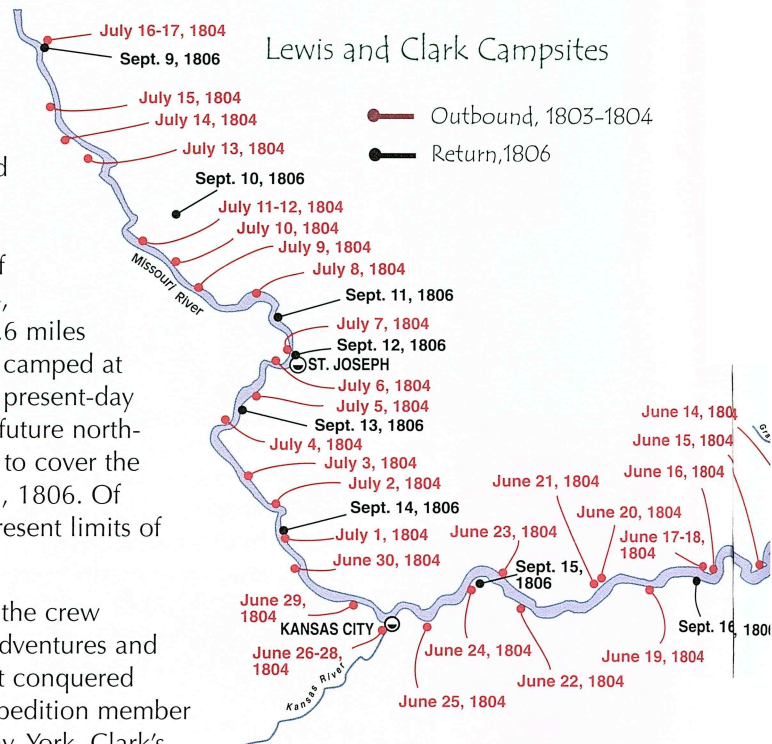 Lewis and Clark Campsites
Outbound, 1803-1804
Return,1806
July 16-17, 1804
Sept. 9, 1806
July 15, 1804
July 14, 1804
July 13, 1804
Sept. 10, 1806
July 11-12, 1804
July 10, 1804
July 9, 1804
July 8, 1804
Missouri River
Sept. 11, 1806
July 7, 1804
Sept. 12, 1806
ST. JOSEPH
July 6, 1804
July 5, 1804
Sept. 13, 1806
July 4, 1804
July 3, 1804
July 2, 1804
Sept. 14, 1806
July 1, 1804
June 30, 1804
June 29,
1804
KANSAS CITY
June 26-28,
1804
Kansas River
June 25, 1804
June 24, 1804
June 23, 1804
Sept. 15,
1806
June 22, 1804
June 21, 1804
June 20, 1804
June 19, 1804
June 17-18,
1804
Sept. 16, 1806
June 16, 1804
June 15, 1804
June 14, 1804
Gra
d
f
,
.6 miles
camped at
present-day
future north-
to cover the
, 1806. Of
resent limits of
the crew
dventures and
t conquered
pedition member
y York, Clark's